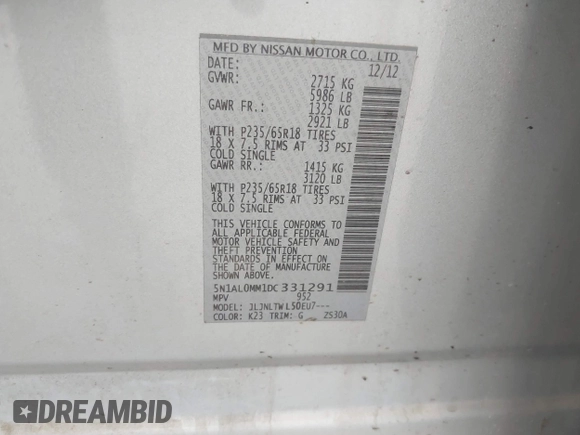 MFD BY NISSAN MOTOR CO., LTD.
DATE: 12/12
GVWR: 2715 KG
5986 LB
GAWR FR: 1325 KG
2921 LB
WITH P235/65R18 TIRES
18 X 7.5 RIMS AT 33 PSI
COLD SINGLE
GAWR RR.: 1415 KG
3120 LB
WITH P235/65R18 TIRES
18 X 7.5 RIMS AT 33 PSI
COLD SINGLE
THIS VEHICLE CONFORMS TO
ALL APPLICABLE FEDERAL
MOTOR VEHICLE SAFETY AND
THEFT PREVENTION
STANDARDS IN EFFECT ON
THE DATE OF MANUFACTURE
SHOWN ABOVE.
5N1AL0MM1DC331291
MPV 952
MODEL: JLJNLTWL50EU7---
COLOR: K23 TRIM: G 2530A
DREAMBID